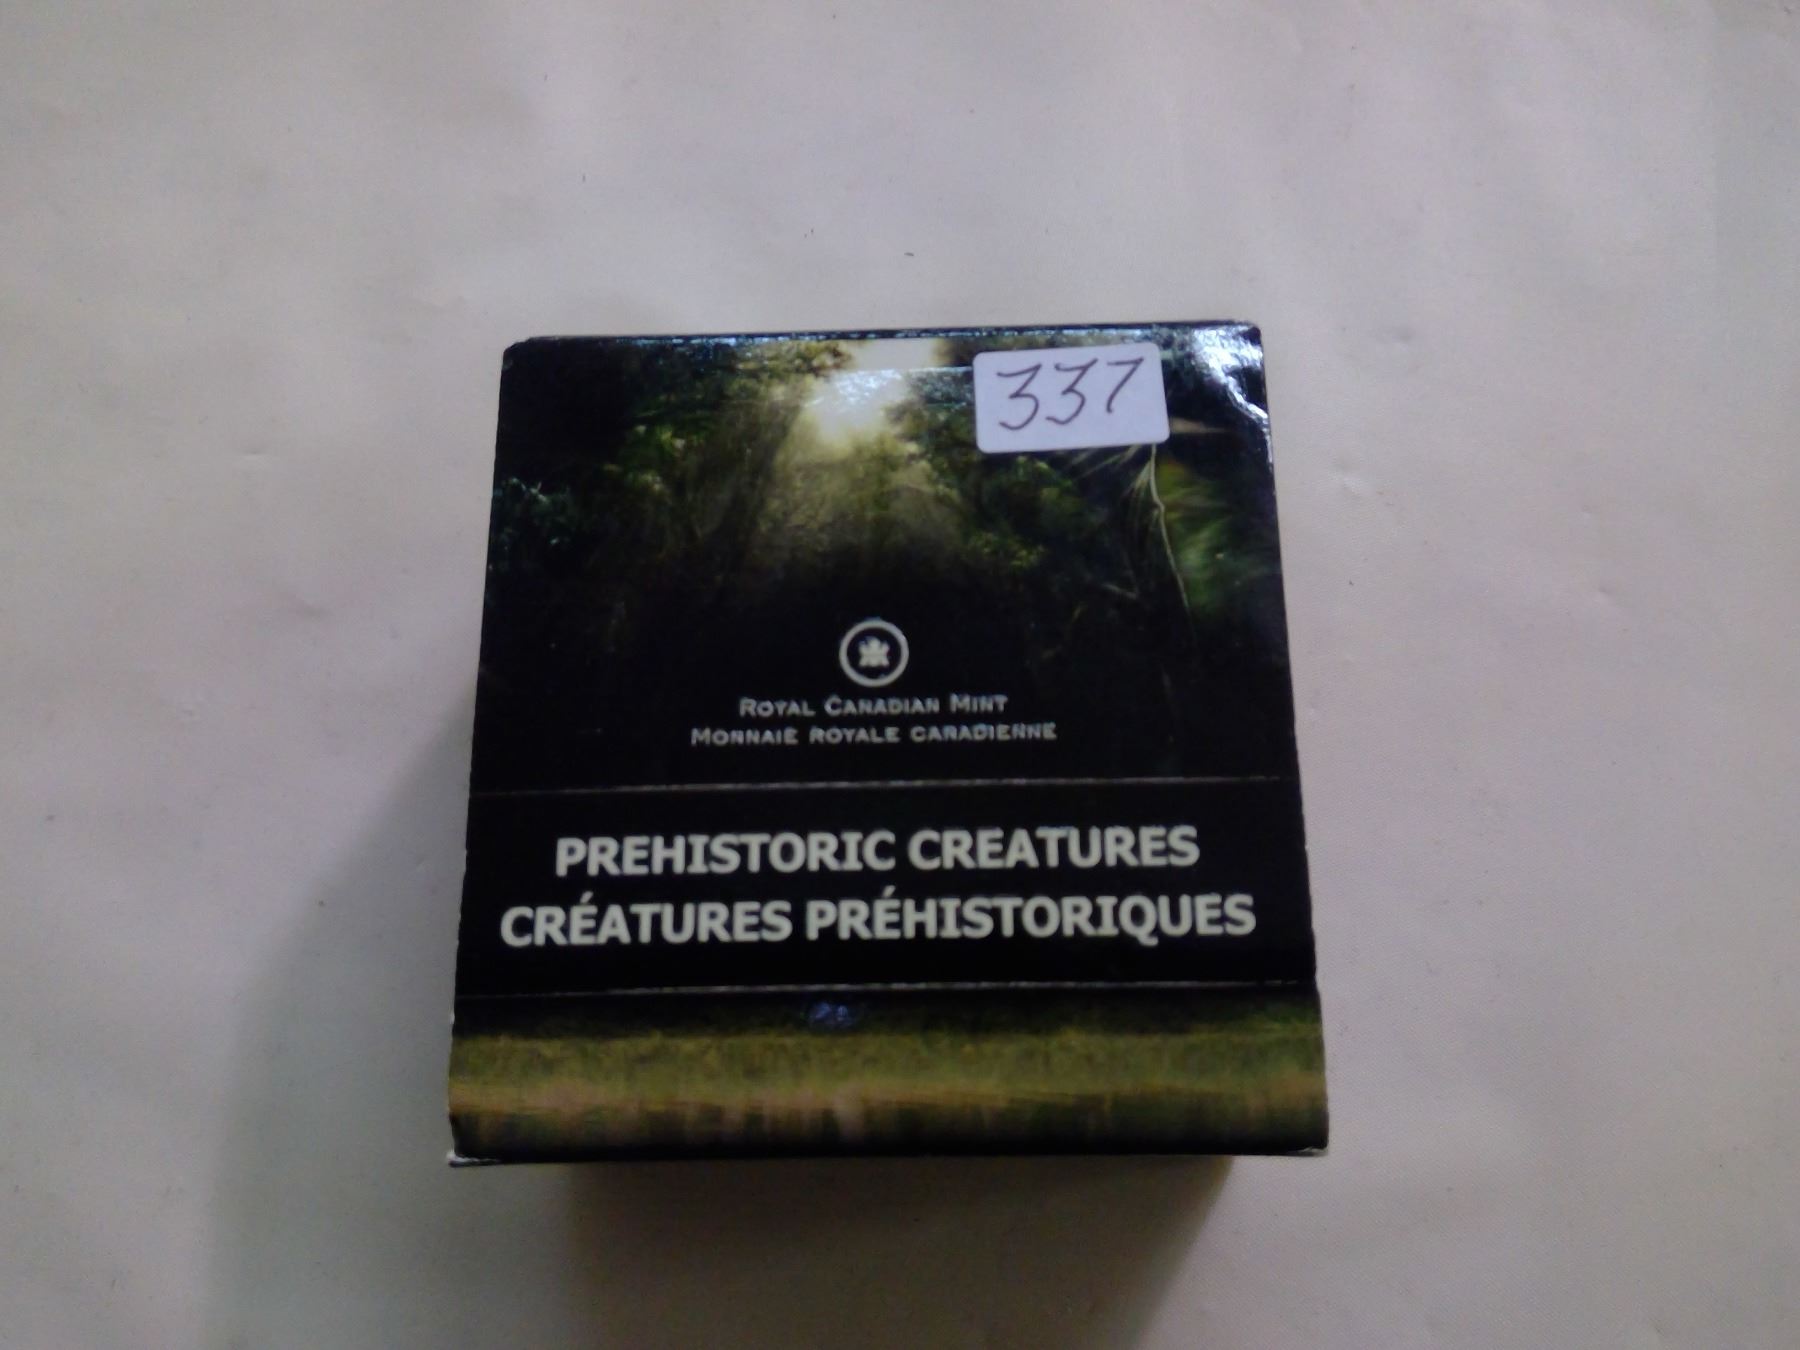 337
ROYAL CANADIAN MINT
MONNAIE ROYALE CANADIENNE
PREHISTORIC CREATURES
CRÉATURES PRÉHISTORIQUES